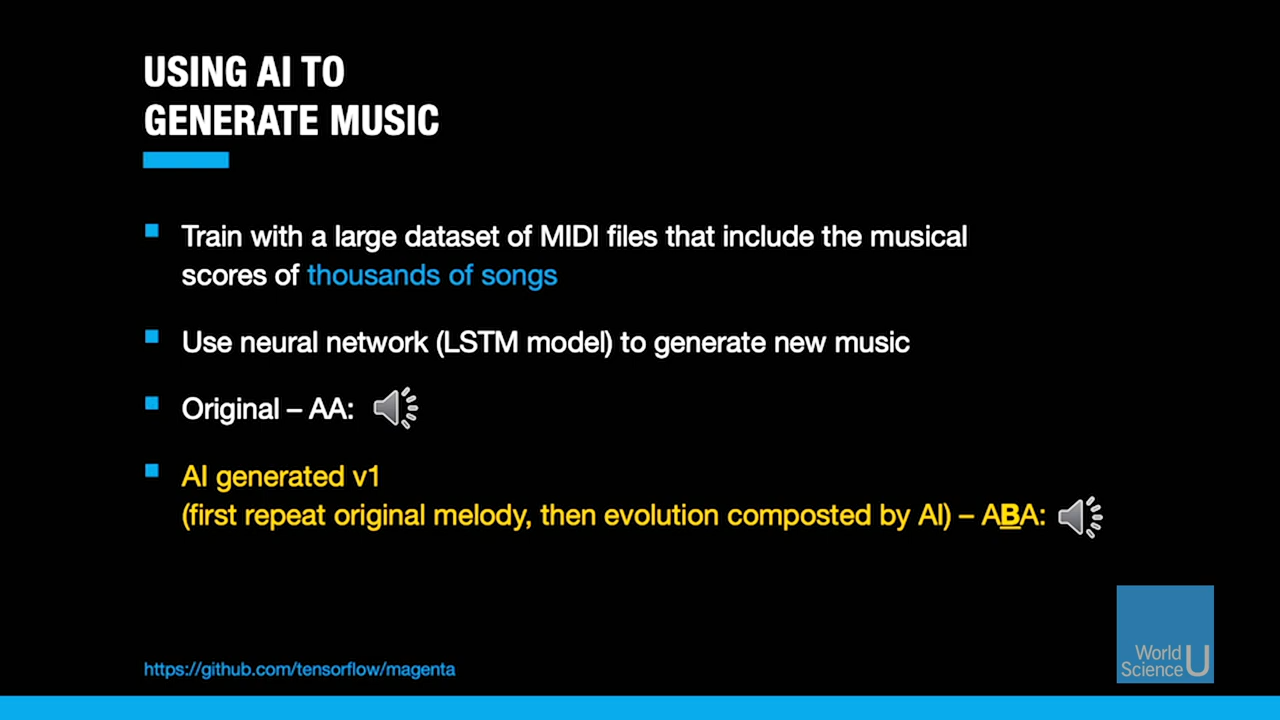 USING AI TO
GENERATE MUSIC
Train with a large dataset of MIDI files that include the musical
scores of thousands of songs
Use neural network (LSTM model) to generate new music
Original – AA:
AI generated v1
(first repeat original melody, then evolution composted by AI) – ABA:
https://github.com/tensorflow/magenta
World
Science U